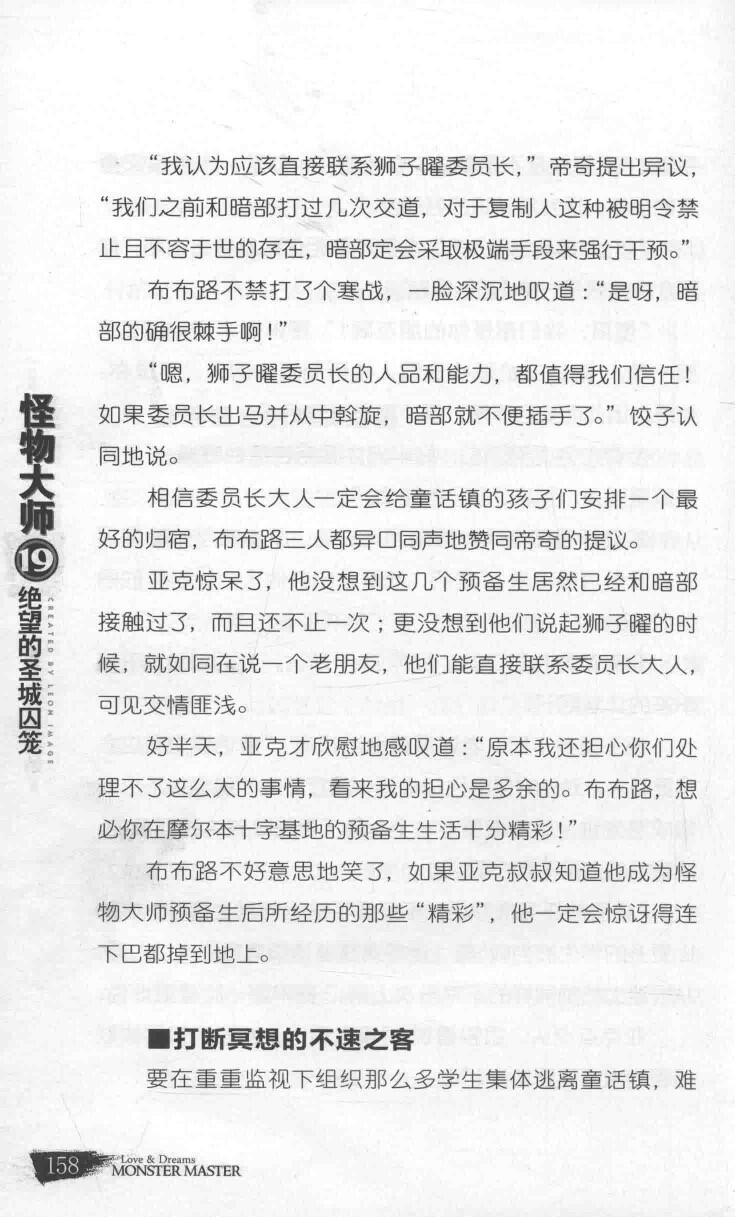 “我认为应该直接联系狮子曜委员长，”帝奇提出异议，
“我们之前和暗部打过几次交道，对于复制人这种被明令禁
止且不容于世的存在，暗部定会采取极端手段来强行干预。”
布布路不禁打了个寒战，一脸深沉地叹道：“是呀，暗
部的确很棘手啊！”
“嗯，狮子曜委员长的人品和能力，都值得我们信任！
如果委员长出马并从中斡旋，暗部就不便插手了。”饺子认
同地说。
相信委员长大人一定会给童话镇的孩子们安排一个最
好的归宿，布布路三人都异口同声地赞同帝奇的提议。
亚克惊呆了，他没想到这几个预备生居然已经和暗部
接触过了，而且还不止一次；更没想到他们说起狮子曜的时
候，就如同在说一个老朋友，他们能直接联系委员长大人，
可见交情匪浅。
好半天，亚克才欣慰地感叹道：“原本我还担心你们处
理不了这么大的事情，看来我的担心是多余的。布布路，想
必你在摩尔本十字基地的预备生生活十分精彩！”
布布路不好意思地笑了，如果亚克叔叔知道他成为怪
物大师预备生后所经历的那些“精彩”，他一定会惊讶得连
下巴都掉到地上。
■打断冥想的不速之客
要在重重监视下组织那么多学生集体逃离童话镇，难
怪物大师 19 绝望的圣城囚笼
CREATED BY LEON IMAGE
158
Love & Dreams
MONSTER MASTER